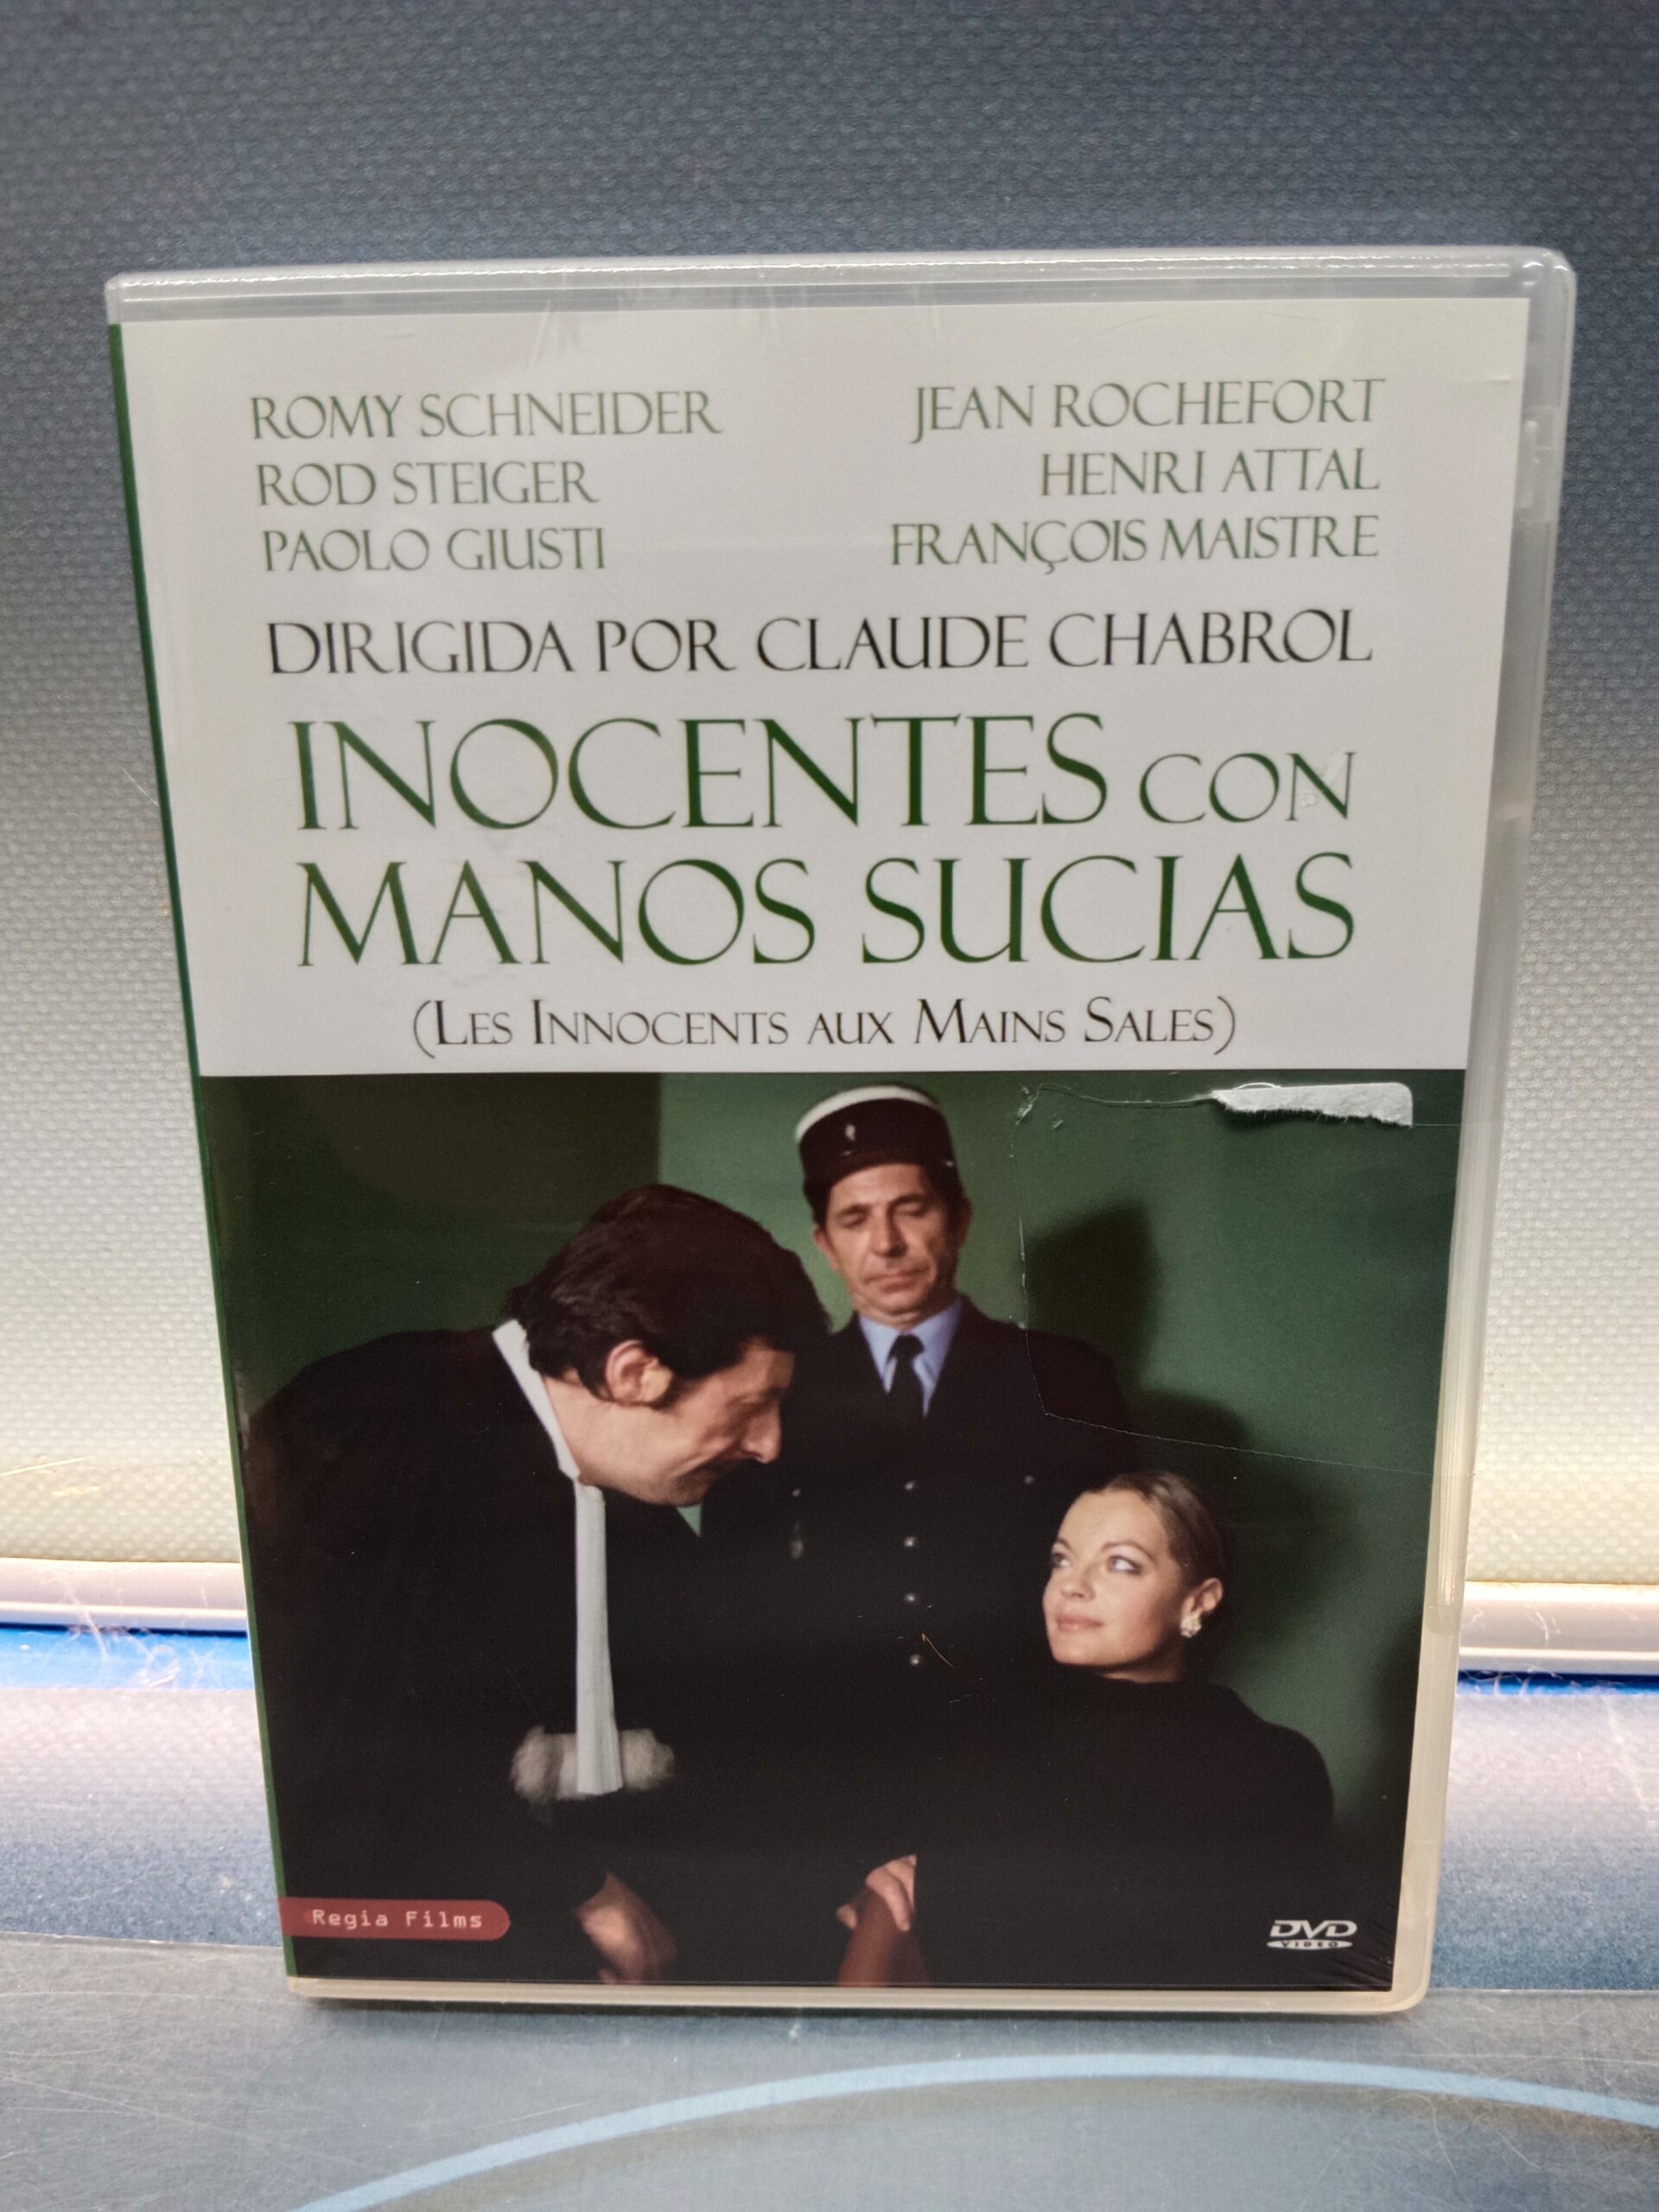 ROMY SCHNEIDER
ROD STEIGER
PAOLO GIUSTI
JEAN ROCHEFORT
HENRI ATTAL
FRANÇOIS MAISTRE
DIRIGIDA POR CLAUDE CHABROL
INOCENTES CON
MANOS SUCIAS
(LES INNOCENTS AUX MAINS SALES)
Regia Films
DVD
VIDEO